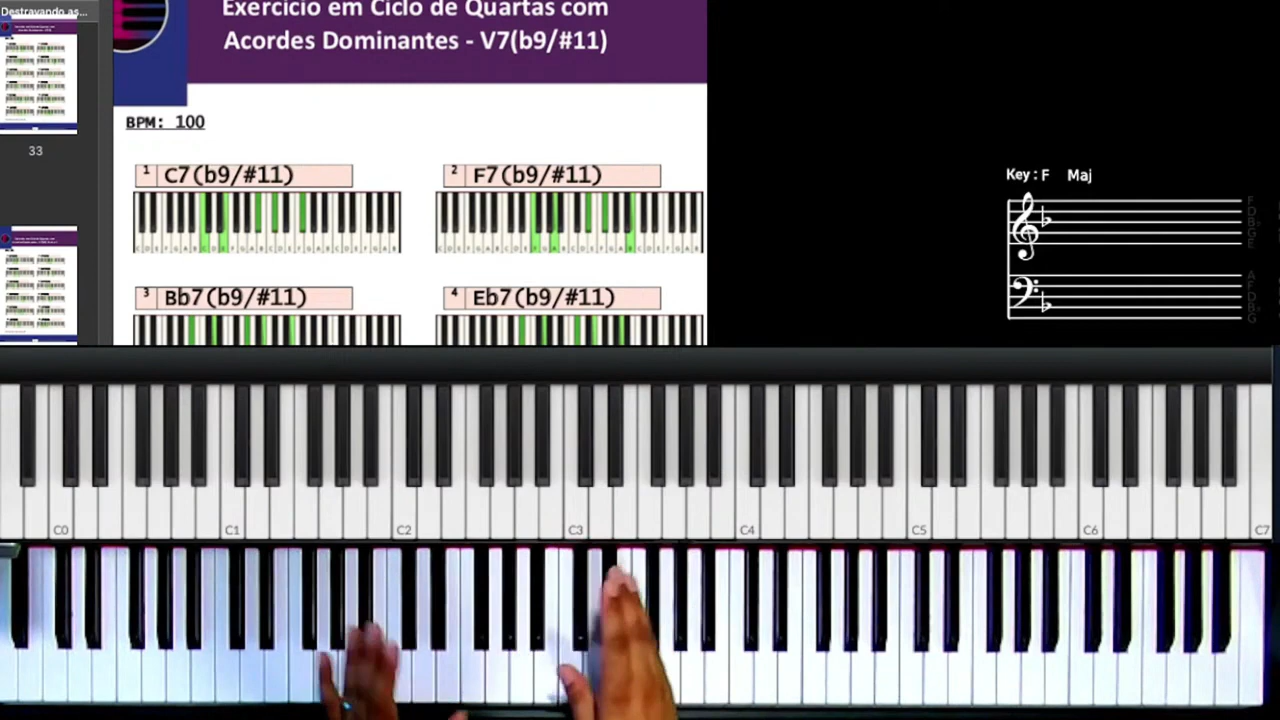 Destravando as...
Exercício em Ciclo de Quartas com
Acordes Dominantes - V7(b9/#11)
BPM: 100
33
1 C7(b9/#11)
2 F7(b9/#11)
3 Bb7(b9/#11)
4 Eb7(b9/#11)
Key: F Maj
F
D
B♭
G
E
A
F
D
B♭
G
C0 C1 C2 C3 C4 C5 C6 C7